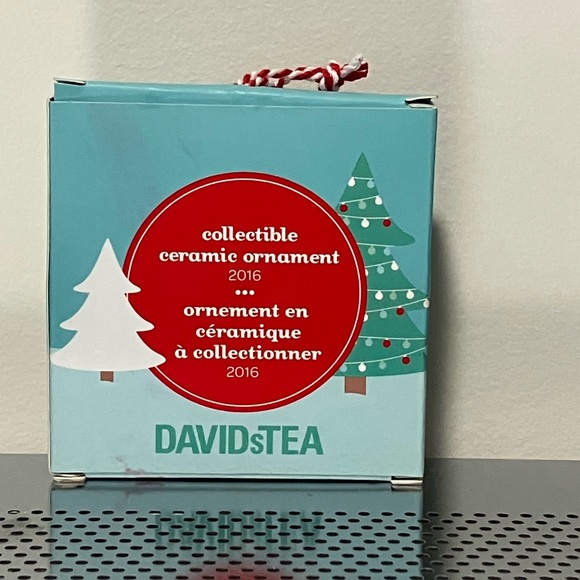 collectible
ceramic ornament
2016
•••
ornement en
céramique
à collectionner
2016
DAVIDsTEA